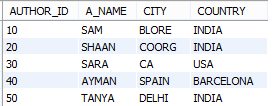 AUTHOR_ID A_NAME CITY COUNTRY
10 SAM BLORE INDIA
20 SHAAN COORG INDIA
30 SARA CA USA
40 AYMAN SPAIN BARCELONA
50 TANYA DELHI INDIA